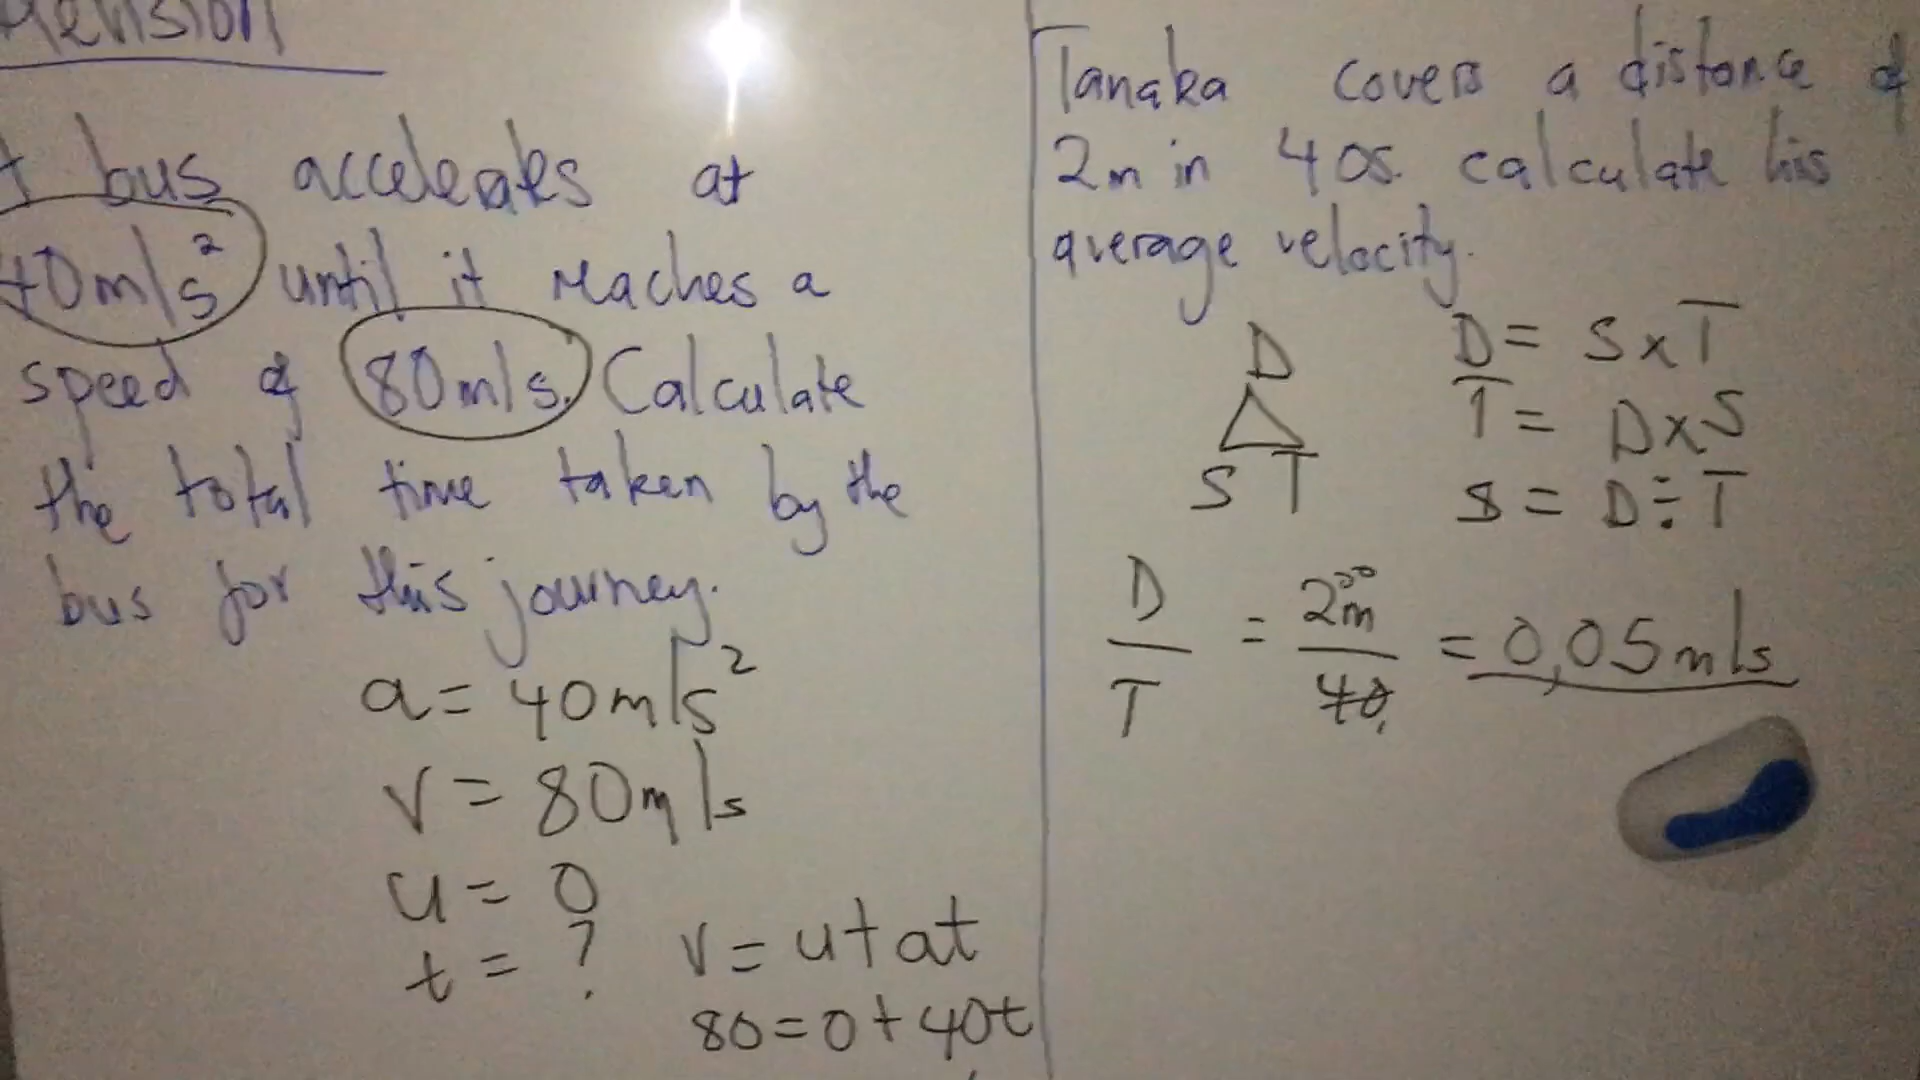 Revision
A bus accelerates at
40m/s² until it reaches a
speed of 80m/s. Calculate
the total time taken by the
bus for this journey.
a = 40m/s²
v = 80m/s
u = 0
t = ?
v = u+at
80 = 0 + 40t
Tanaka covers a distance of
2m in 40s. calculate his
average velocity.
D
S T
D = S x T
T = D x S
S = D ÷ T
D/T = 2m/40 = 0,05m/s